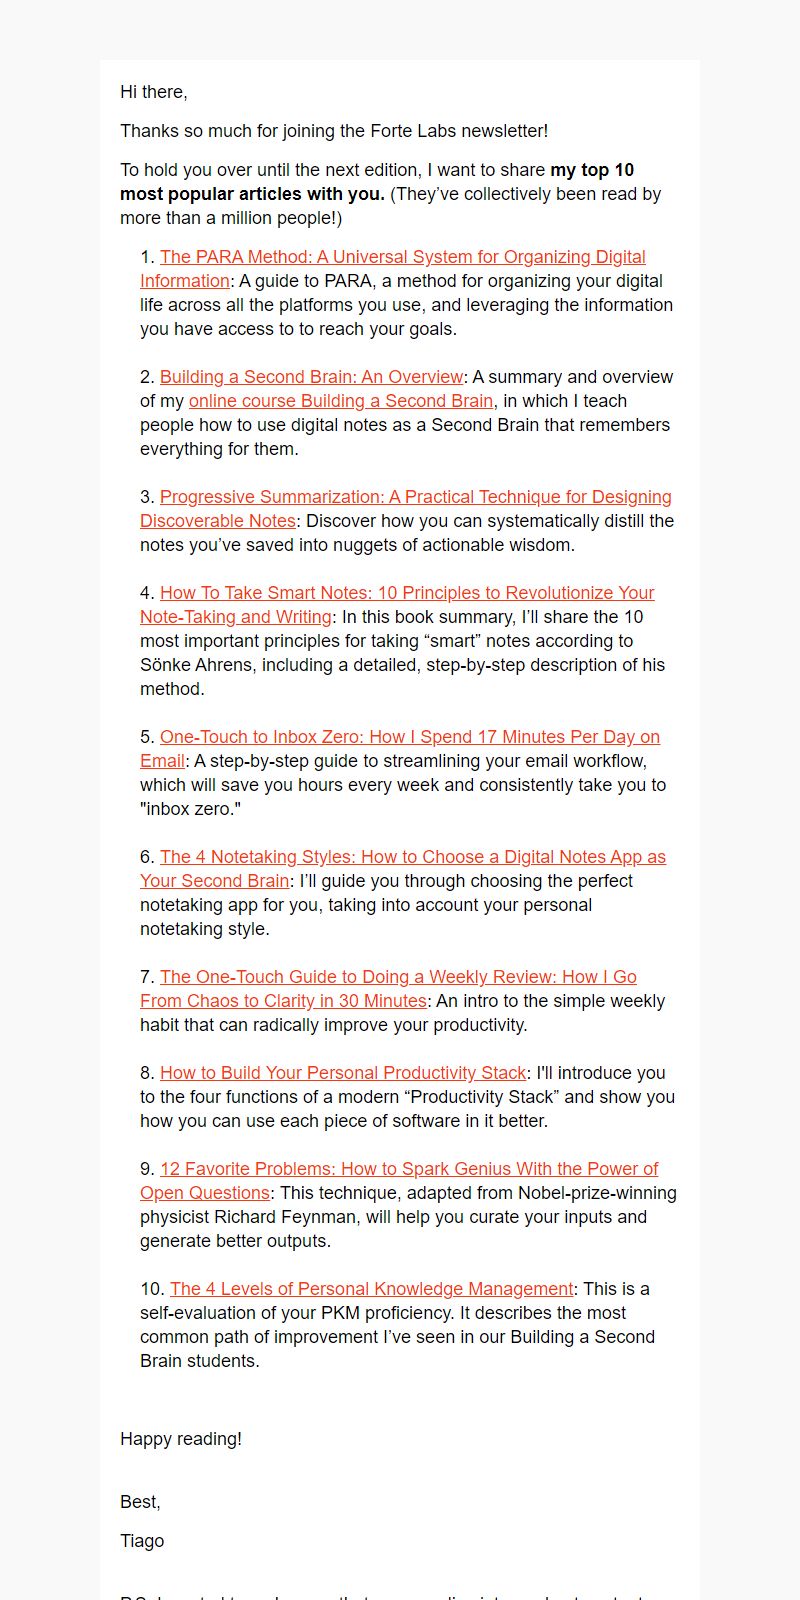 Hi there,
Thanks so much for joining the Forte Labs newsletter!
To hold you over until the next edition, I want to share my top 10
most popular articles with you. (They’ve collectively been read by
more than a million people!)
1. The PARA Method: A Universal System for Organizing Digital
Information: A guide to PARA, a method for organizing your digital
life across all the platforms you use, and leveraging the information
you have access to to reach your goals.
2. Building a Second Brain: An Overview: A summary and overview
of my online course Building a Second Brain, in which I teach
people how to use digital notes as a Second Brain that remembers
everything for them.
3. Progressive Summarization: A Practical Technique for Designing
Discoverable Notes: Discover how you can systematically distill the
notes you’ve saved into nuggets of actionable wisdom.
4. How To Take Smart Notes: 10 Principles to Revolutionize Your
Note-Taking and Writing: In this book summary, I’ll share the 10
most important principles for taking “smart” notes according to
Sönke Ahrens, including a detailed, step-by-step description of his
method.
5. One-Touch to Inbox Zero: How I Spend 17 Minutes Per Day on
Email: A step-by-step guide to streamlining your email workflow,
which will save you hours every week and consistently take you to
"inbox zero."
6. The 4 Notetaking Styles: How to Choose a Digital Notes App as
Your Second Brain: I’ll guide you through choosing the perfect
notetaking app for you, taking into account your personal
notetaking style.
7. The One-Touch Guide to Doing a Weekly Review: How I Go
From Chaos to Clarity in 30 Minutes: An intro to the simple weekly
habit that can radically improve your productivity.
8. How to Build Your Personal Productivity Stack: I'll introduce you
to the four functions of a modern “Productivity Stack” and show you
how you can use each piece of software in it better.
9. 12 Favorite Problems: How to Spark Genius With the Power of
Open Questions: This technique, adapted from Nobel-prize-winning
physicist Richard Feynman, will help you curate your inputs and
generate better outputs.
10. The 4 Levels of Personal Knowledge Management: This is a
self-evaluation of your PKM proficiency. It describes the most
common path of improvement I’ve seen in our Building a Second
Brain students.
Happy reading!
Best,
Tiago